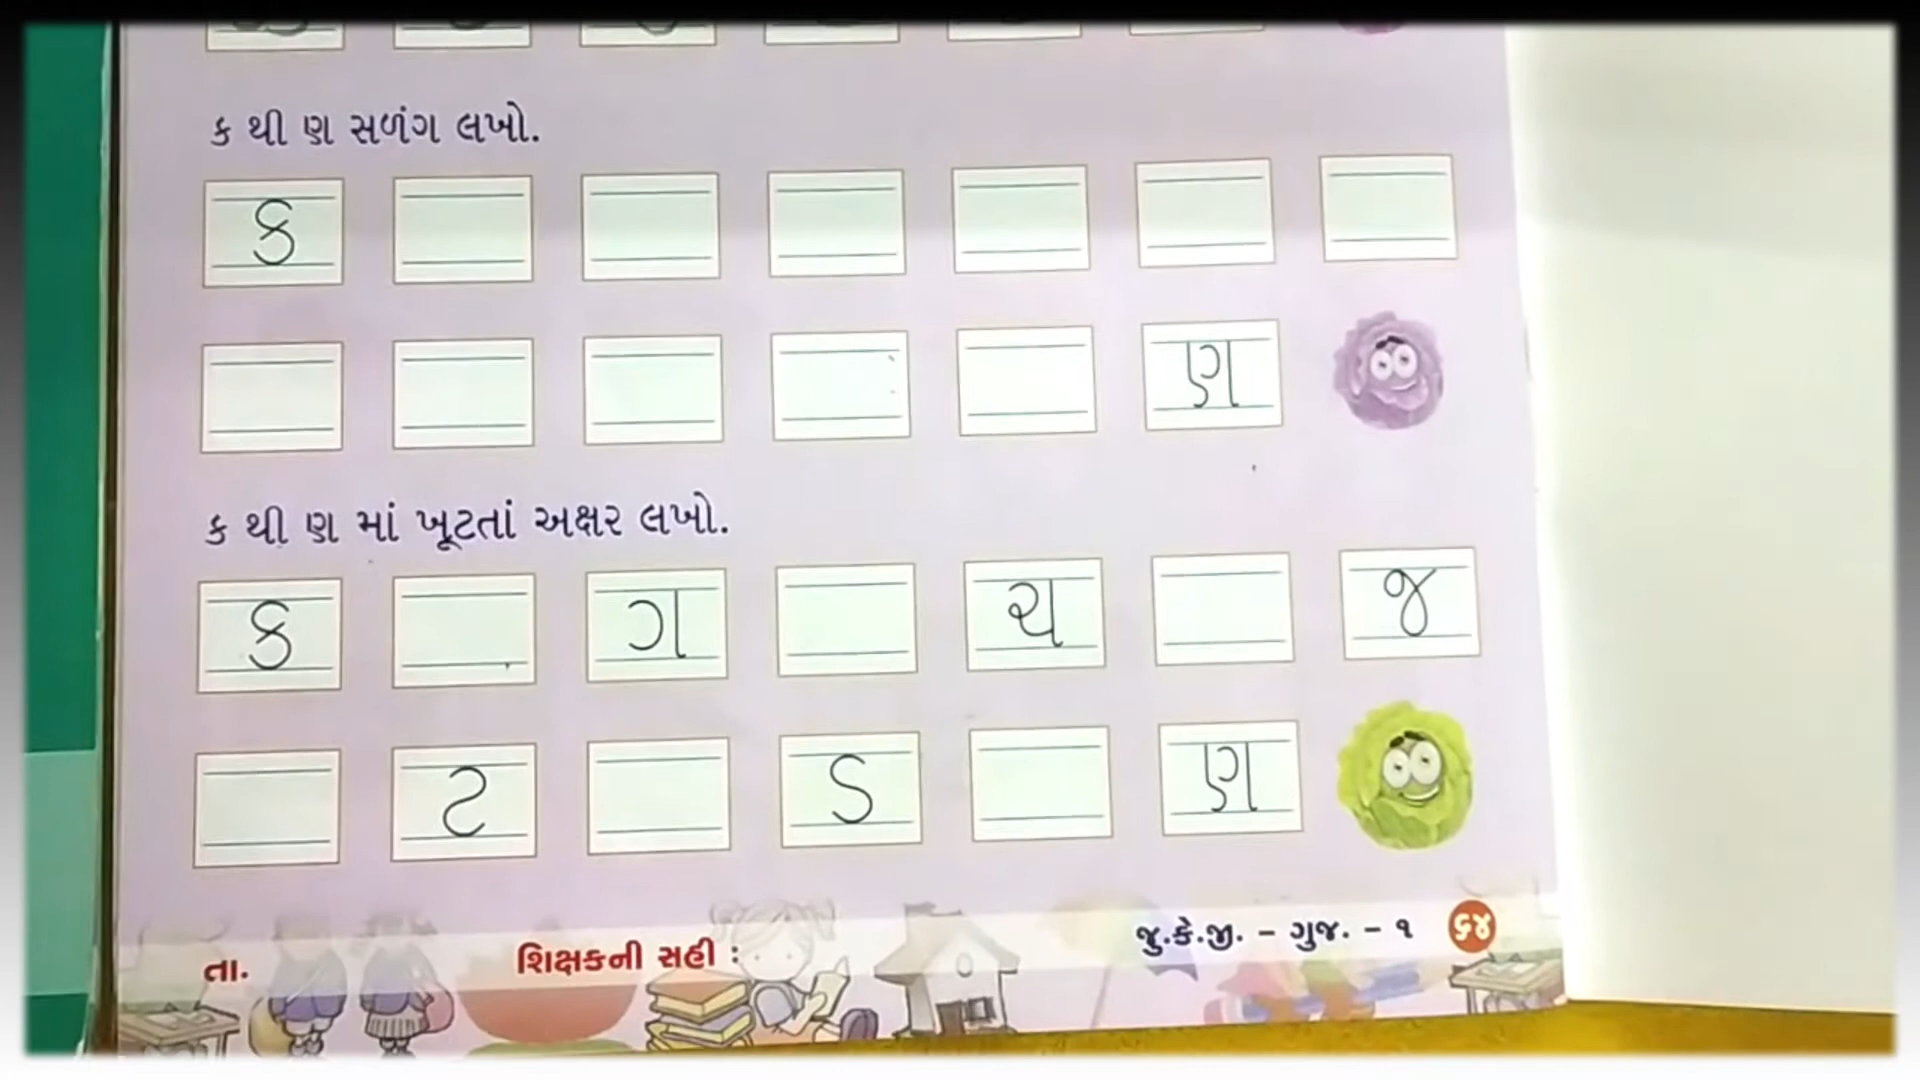 ક થી ણ સળંગ લખો.
ક
ણ
ક થી ણ માં ખૂટતાં અક્ષર લખો.
ક ગ ચ જ
ટ ડ ણ
તા. શિક્ષકની સહી : જુ.કે.જી. - ગુજ. - ૧ ૬૪